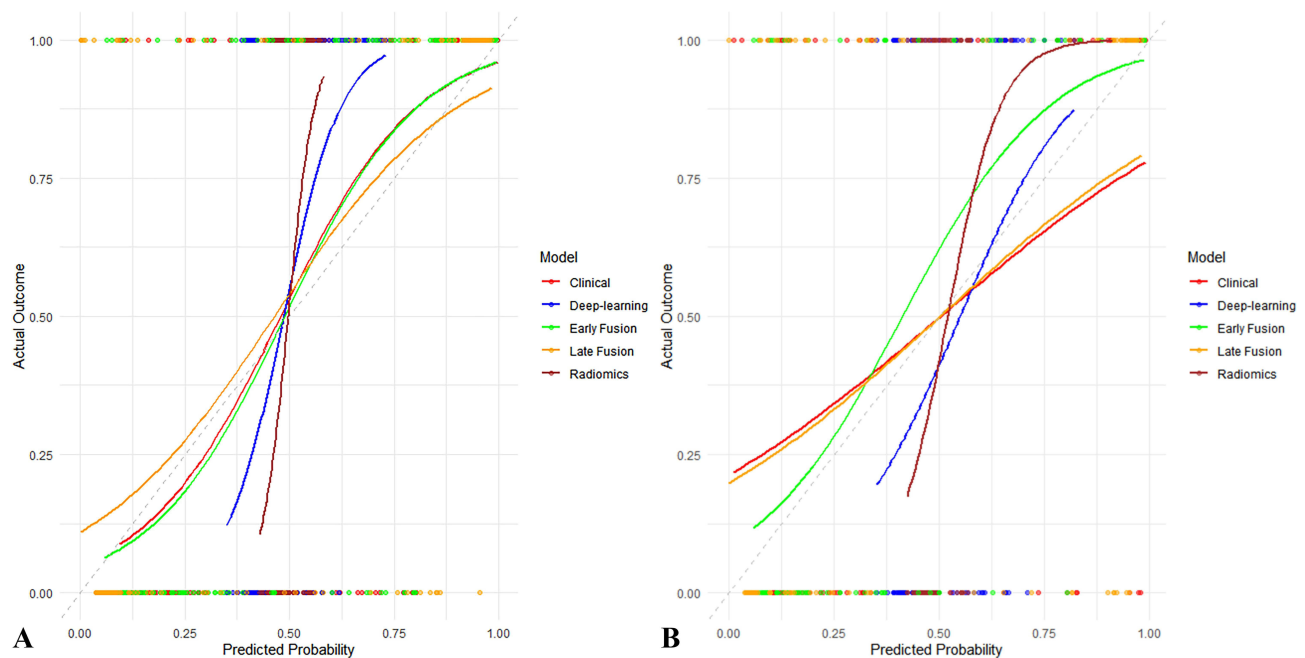 1.00
0.75
0.50
0.25
0.00
Actual Outcome
0.00 0.25 0.50 0.75 1.00
Predicted Probability
Model
Clinical
Deep-learning
Early Fusion
Late Fusion
Radiomics
A
1.00
0.75
0.50
0.25
0.00
Actual Outcome
0.00 0.25 0.50 0.75 1.00
Predicted Probability
Model
Clinical
Deep-learning
Early Fusion
Late Fusion
Radiomics
B